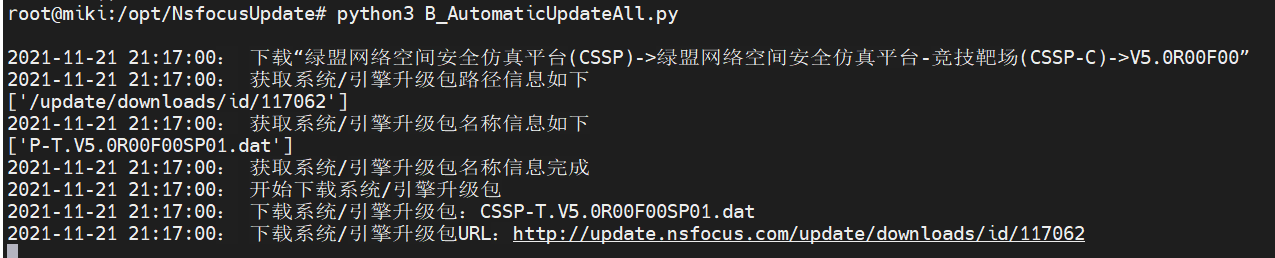 root@miki:/opt/NsfocusUpdate# python3 B_AutomaticUpdateAll.py
2021-11-21 21:17:00： 下载“绿盟网络空间安全仿真平台(CSSP)->绿盟网络空间安全仿真平台-竞技靶场(CSSP-C)->V5.0R00F00”
2021-11-21 21:17:00： 获取系统/引擎升级包路径信息如下
['/update/downloads/id/117062']
2021-11-21 21:17:00： 获取系统/引擎升级包名称信息如下
['P-T.V5.0R00F00SP01.dat']
2021-11-21 21:17:00： 获取系统/引擎升级包名称信息完成
2021-11-21 21:17:00： 开始下载系统/引擎升级包
2021-11-21 21:17:00： 下载系统/引擎升级包：CSSP-T.V5.0R00F00SP01.dat
2021-11-21 21:17:00： 下载系统/引擎升级包URL：http://update.nsfocus.com/update/downloads/id/117062